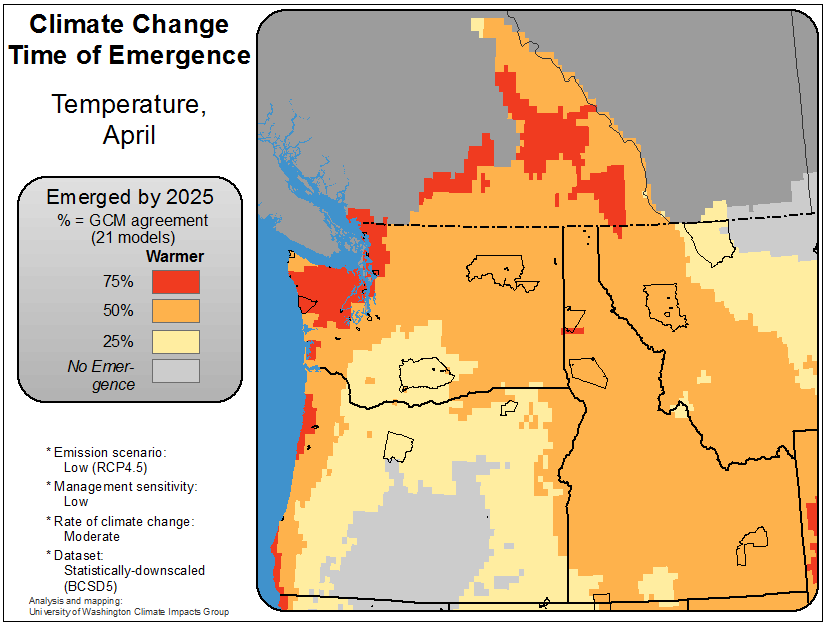 Climate Change
Time of Emergence
Temperature,
April
Emerged by 2025
% = GCM agreement
(21 models)
Warmer
75%
50%
25%
No Emer-
gence
* Emission scenario:
Low (RCP4.5)
* Management sensitivity:
Low
* Rate of climate change:
Moderate
* Dataset:
Statistically-downscaled
(BCSD5)
Analysis and mapping:
University of Washington Climate Impacts Group